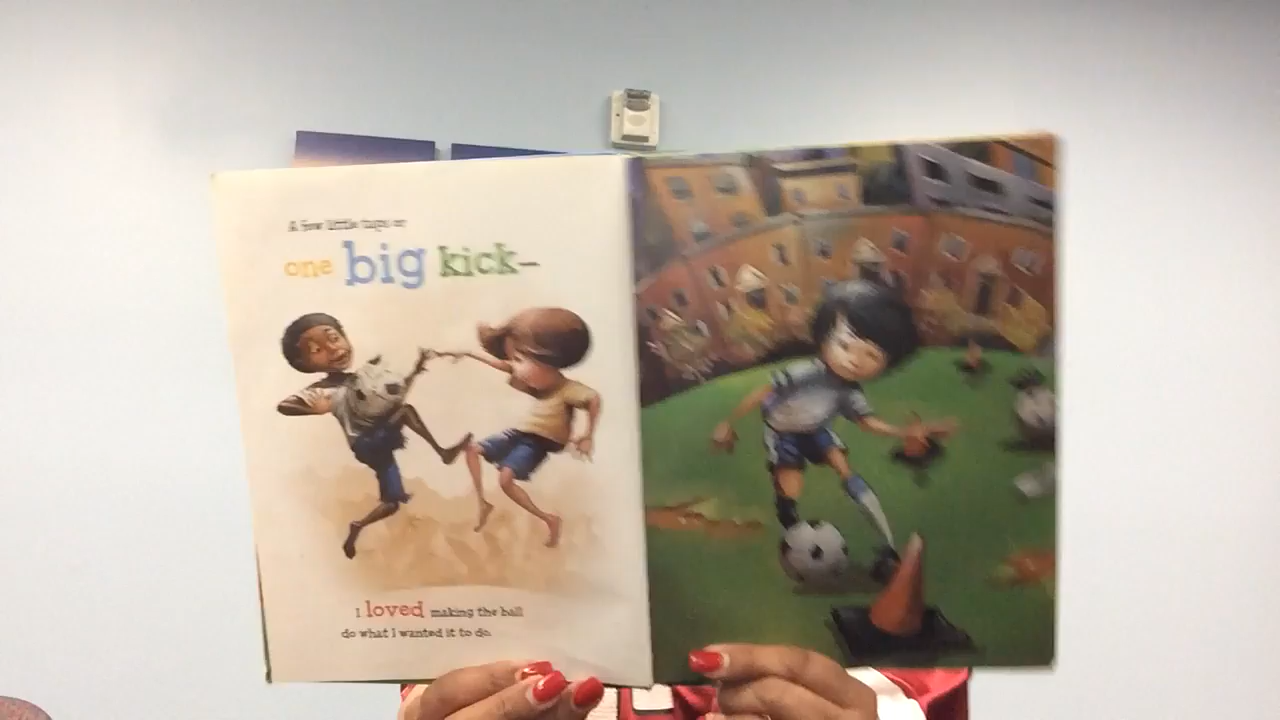 A few little taps or
one big kick–
I loved making the ball
do what I wanted it to do.